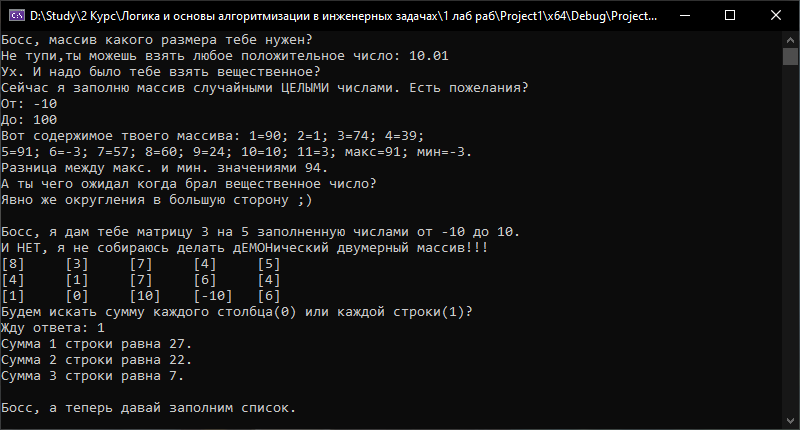 D:\Study\2 Курс\Логика и основы алгоритмизации в инженерных задачах\1 лаб раб\Project1\x64\Debug\Project...
Босс, массив какого размера тебе нужен?
Не тупи,ты можешь взять любое положительное число: 10.01
Ух. И надо было тебе взять вещественное?
Сейчас я заполню массив случайными ЦЕЛЫМИ числами. Есть пожелания?
От: -10
До: 100
Вот содержимое твоего массива: 1=90; 2=1; 3=74; 4=39;
5=91; 6=-3; 7=57; 8=60; 9=24; 10=10; 11=3; макс=91; мин=-3.
Разница между макс. и мин. значениями 94.
А ты чего ожидал когда брал вещественное число?
Явно же округления в большую сторону ;)
Босс, я дам тебе матрицу 3 на 5 заполненную числами от -10 до 10.
И НЕТ, я не собираюсь делать дЕМОНический двумерный массив!!!
[8] [3] [7] [4] [5]
[4] [1] [7] [6] [4]
[1] [0] [10] [-10] [6]
Будем искать сумму каждого столбца(0) или каждой строки(1)?
Жду ответа: 1
Сумма 1 строки равна 27.
Сумма 2 строки равна 22.
Сумма 3 строки равна 7.
Босс, а теперь давай заполним список.